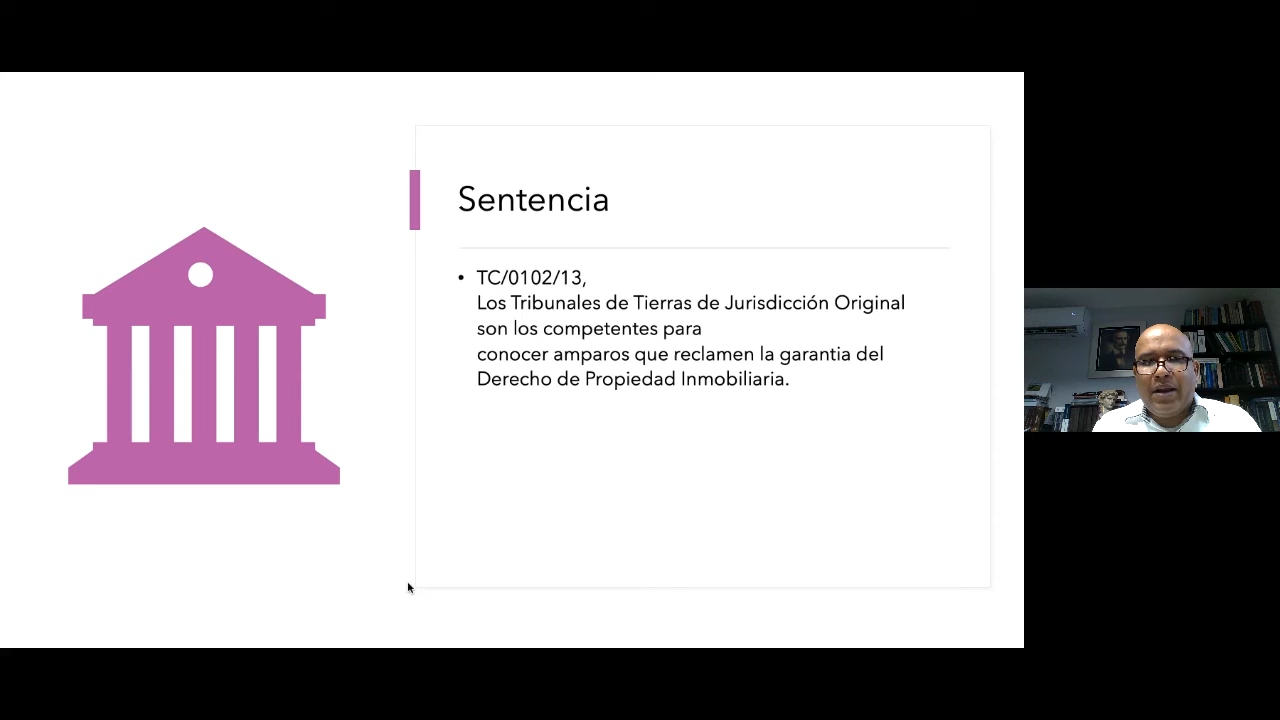 Sentencia
• TC/0102/13,
Los Tribunales de Tierras de Jurisdicción Original
son los competentes para
conocer amparos que reclamen la garantia del
Derecho de Propiedad Inmobiliaria.